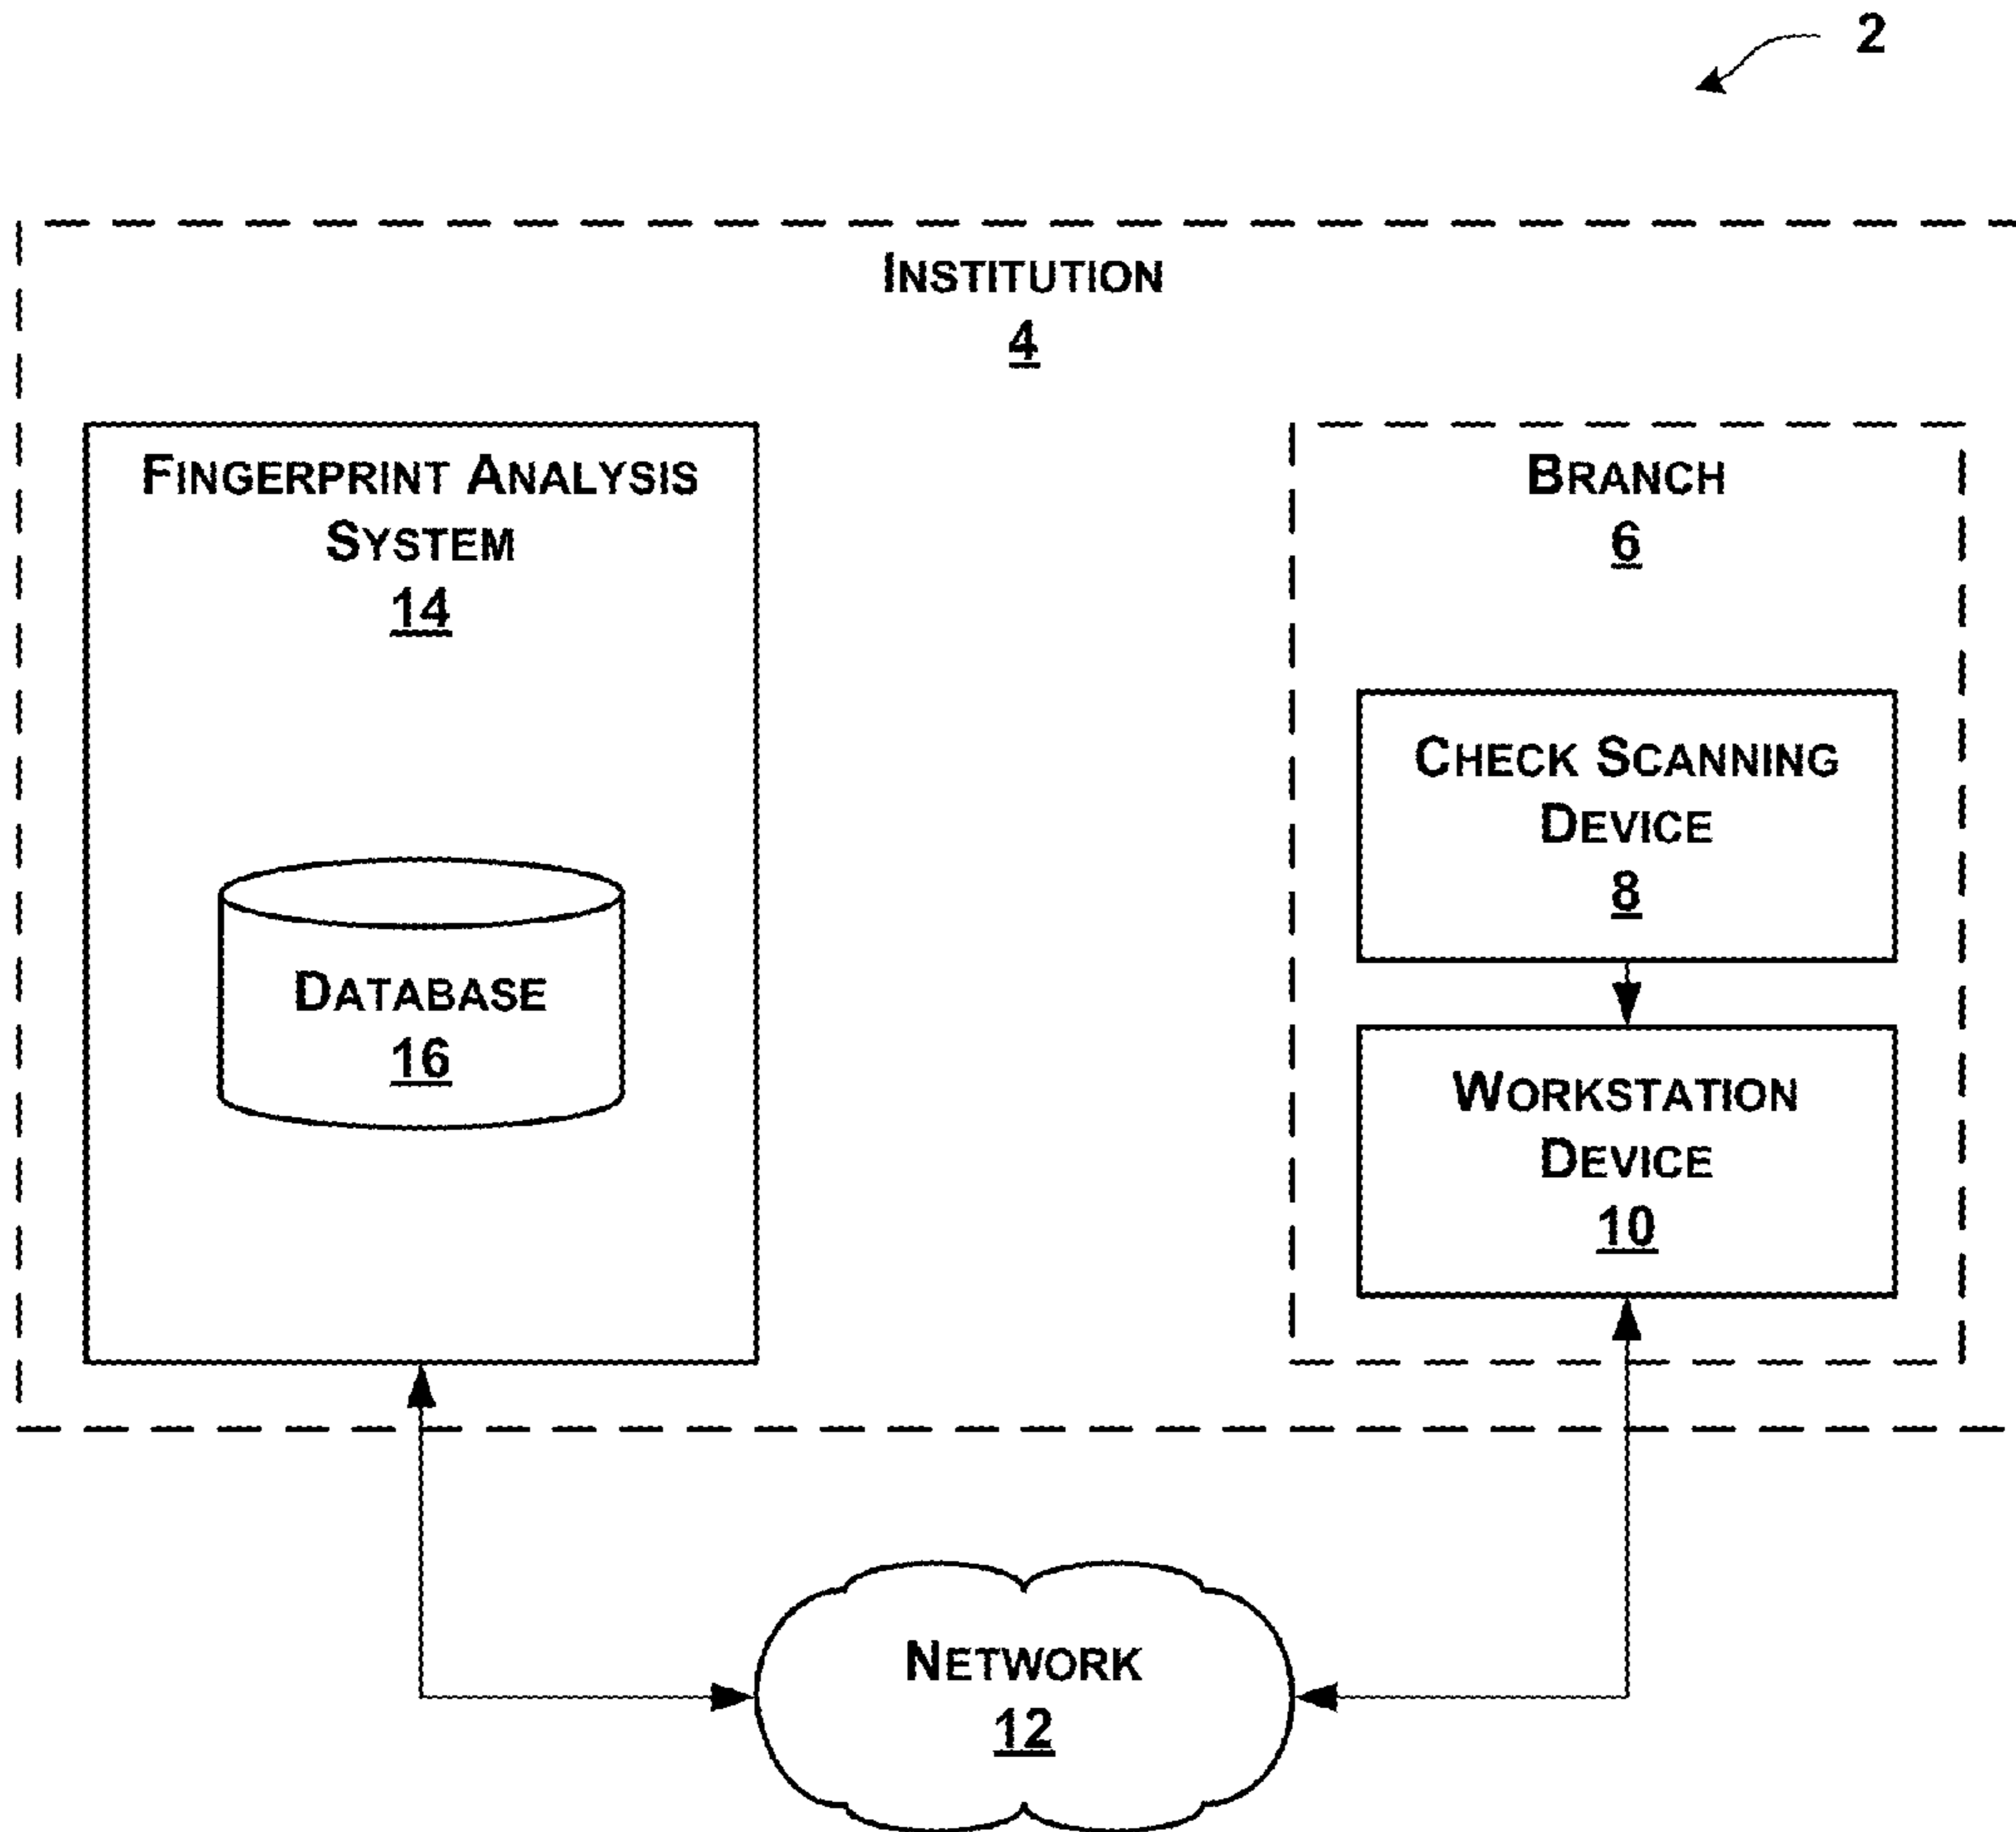 2
INSTITUTION
4
FINGERPRINT ANALYSIS
SYSTEM
14
DATABASE
16
BRANCH
6
CHECK SCANNING
DEVICE
8
WORKSTATION
DEVICE
10
NETWORK
12